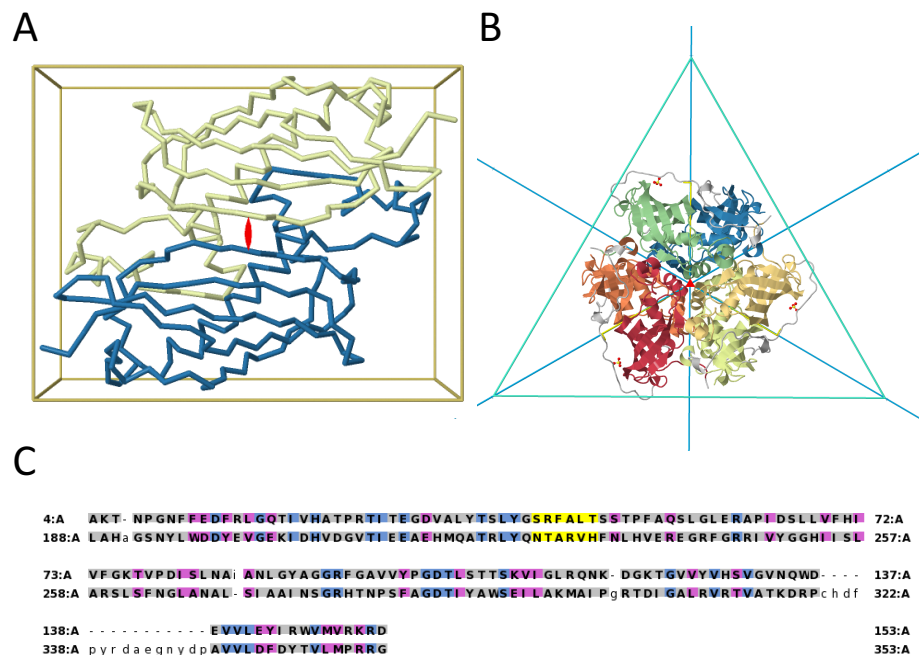 A
B
C
4:A AKT-NPGNFFEDFRLGQTIVHATPRTITEGDVALYTSLYGSRFALTSSTPFAQSLGLERAPIDSLLVFHI 72:A
188:A LAHaGSNYLWDDYEVGEKIDHVDGVTIEEAEHMQATRLYQNTARVHFNLHVEREGRFGRRIVYGGHIISL 257:A
73:A VFGKTVPDISLNAiANLGYAGGRFGAVVYPGDTLSTTSKVIGLRQNK-DGKTGVVYVHSVGVNQWD---- 137:A
258:A ARSLSFNGLANAL-SIAAINSGRHTNPSFAGDTIYAWSEILAKMAIPgRTDIGALRVRTVATKDRPchdf 322:A
138:A -----------EVVLEYIRWVMVRKRD 153:A
338:A pyrdaegnydpAVVLDFDYTVLMPRRG 353:A